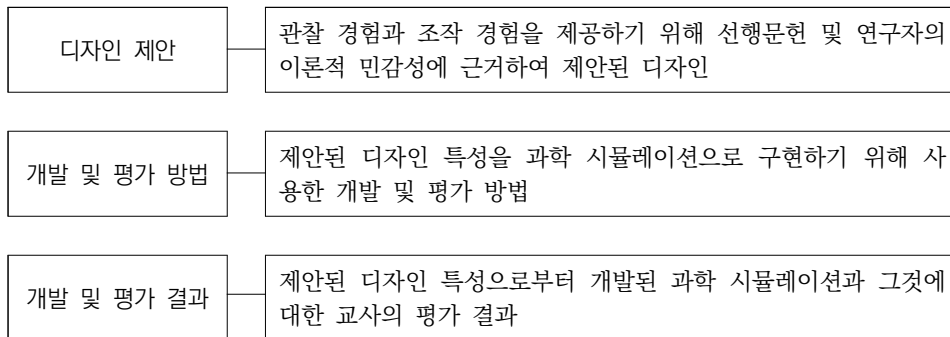 디자인 제안
관찰 경험과 조작 경험을 제공하기 위해 선행문헌 및 연구자의
이론적 민감성에 근거하여 제안된 디자인
개발 및 평가 방법
제안된 디자인 특성을 과학 시뮬레이션으로 구현하기 위해 사
용한 개발 및 평가 방법
개발 및 평가 결과
제안된 디자인 특성으로부터 개발된 과학 시뮬레이션과 그것에
대한 교사의 평가 결과